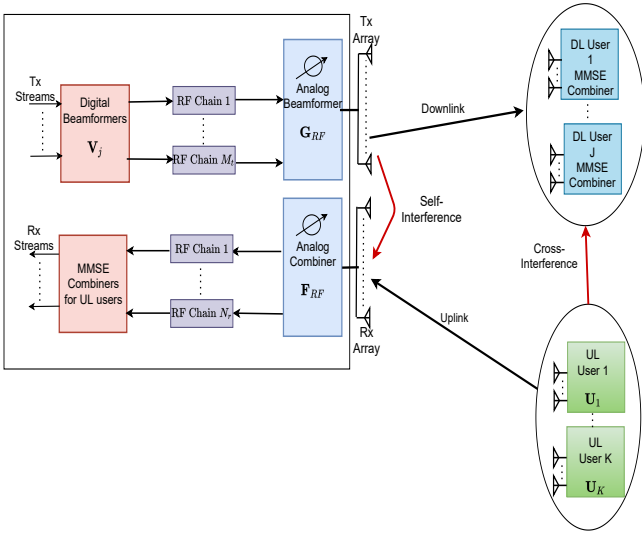 Tx
Streams
Digital
Beamformers
V_j
RF Chain 1
RF Chain M_t
Analog
Beamformer
G_RF
Tx
Array
Downlink
DL User
1
MMSE
Combiner
DL User
J
MMSE
Combiner
Self-
Interference
Rx
Streams
MMSE
Combiners
for UL users
RF Chain 1
RF Chain N_r
Analog
Combiner
F_RF
Rx
Array
Uplink
Cross-
Interference
UL
User 1
U_1
UL
User K
U_K